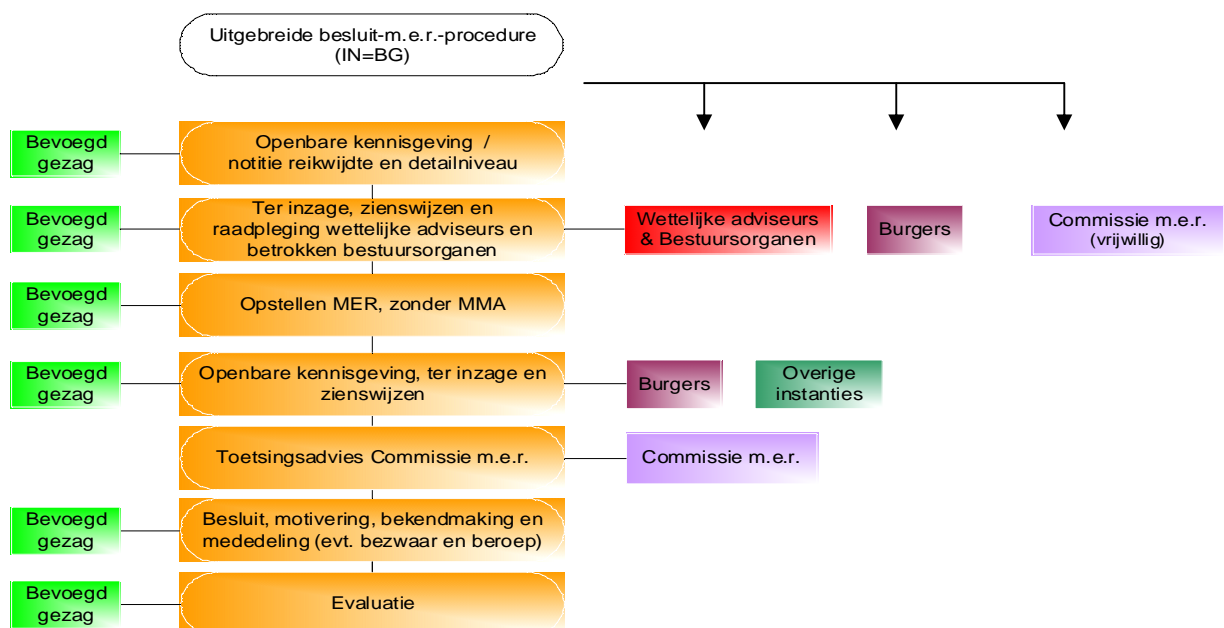 Uitgebreide besluit-m.e.r.-procedure
(IN=BG)
Bevoegd
gezag
Openbare kennisgeving /
notitie reikwijdte en detailniveau
Bevoegd
gezag
Ter inzage, zienswijzen en
raadpleging wettelijke adviseurs en
betrokken bestuursorganen
Wettelijke adviseurs
& Bestuursorganen
Burgers
Commissie m.e.r.
(vrijwillig)
Bevoegd
gezag
Opstellen MER, zonder MMA
Bevoegd
gezag
Openbare kennisgeving, ter inzage en
zienswijzen
Burgers
Overige
instanties
Toetsingsadvies Commissie m.e.r.
Commissie m.e.r.
Bevoegd
gezag
Besluit, motivering, bekendmaking en
mededeling (evt. bezwaar en beroep)
Bevoegd
gezag
Evaluatie